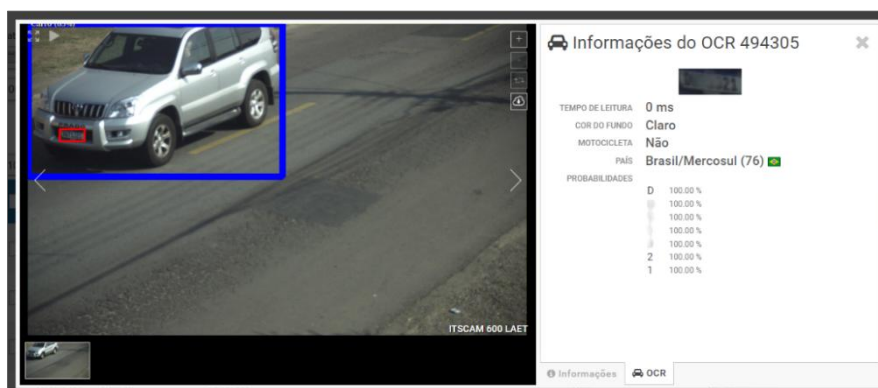 Informações do OCR 494305
TEMPO DE LEITURA 0 ms
COR DO FUNDO Claro
MOTOCICLETA Não
PAÍS Brasil/Mercosul (76)
PROBABILIDADES
D 100.00 %
100.00 %
100.00 %
100.00 %
100.00 %
2 100.00 %
1 100.00 %
ITSCAM 600 LAET
Informações
OCR